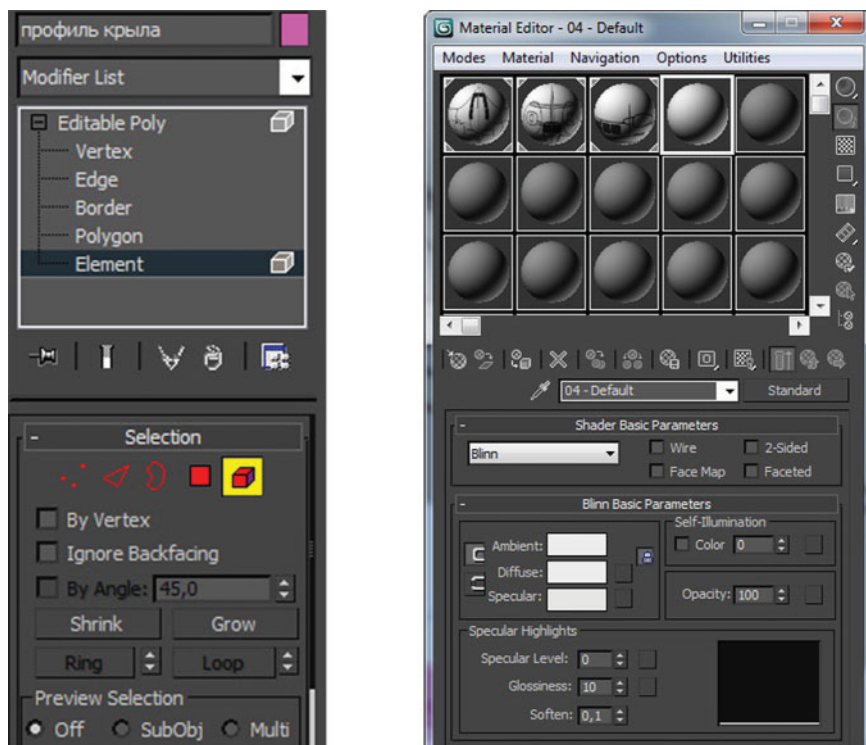 профиль крыла
Modifier List
Editable Poly
Vertex
Edge
Border
Polygon
Element
- Selection
By Vertex
Ignore Backfacing
By Angle: 45,0
Shrink Grow
Ring Loop
Preview Selection
Off SubObj Multi
Material Editor - 04 - Default
Modes Material Navigation Options Utilities
04 - Default Standard
- Shader Basic Parameters
Blinn Wire 2-Sided
Face Map Faceted
- Blinn Basic Parameters
Self-Illumination
Ambient: Color 0
Diffuse:
Specular: Opacity: 100
Specular Highlights
Specular Level: 0
Glossiness: 10
Soften: 0,1